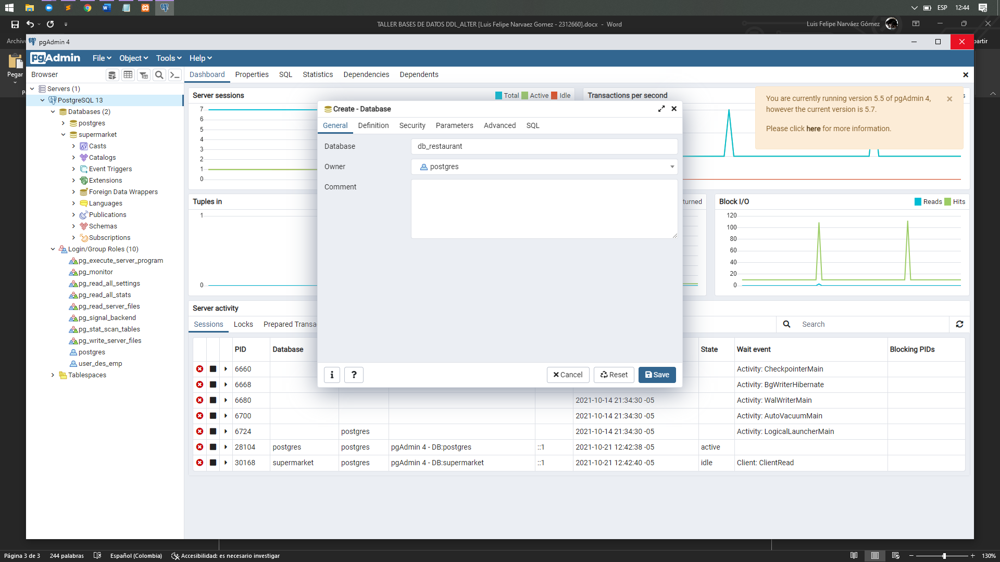 ESP
12:44
TALLER BASES DE DATOS DDL_ALTER [Luis Felipe Narvaez Gomez - 2312660].docx - Word
Luis Felipe Narváez Gómez
pgAdmin 4
pgAdmin
File
Object
Tools
Help
Pegar
Browser
Dashboard
Properties
SQL
Statistics
Dependencies
Dependents
Servers (1)
PostgreSQL 13
Databases (2)
postgres
supermarket
Casts
Catalogs
Event Triggers
Extensions
Foreign Data Wrappers
Languages
Publications
Schemas
Subscriptions
Login/Group Roles (10)
pg_execute_server_program
pg_monitor
pg_read_all_settings
pg_read_all_stats
pg_read_server_files
pg_signal_backend
pg_stat_scan_tables
pg_write_server_files
postgres
user_des_emp
Tablespaces
Server sessions
Total
Active
Idle
7
6
5
4
3
2
1
0
Transactions per second
You are currently running version 5.5 of pgAdmin 4,
however the current version is 5.7.
Please click here for more information.
Create - Database
General
Definition
Security
Parameters
Advanced
SQL
Database
db_restaurant
Owner
postgres
Comment
i
?
Cancel
Reset
Save
Tuples in
1
0
Block I/O
Reads
Hits
120
100
80
60
40
20
0
Server activity
Sessions
Locks
Search
PID Database State Wait event Blocking PIDs
6660 Activity: CheckpointerMain
6668 Activity: BgWriterHibernate
6680 2021-10-14 21:34:30 -05 Activity: WalWriterMain
6700 2021-10-14 21:34:30 -05 Activity: AutoVacuumMain
6724 postgres 2021-10-14 21:34:30 -05 Activity: LogicalLauncherMain
28104 postgres postgres pgAdmin 4 - DB:postgres ::1 2021-10-21 12:42:38 -05 active
30168 supermarket postgres pgAdmin 4 - DB:supermarket ::1 2021-10-21 12:42:40 -05 idle Client: ClientRead
Página 3 de 3
244 palabras
Español (Colombia)
Accesibilidad: es necesario investigar
130%